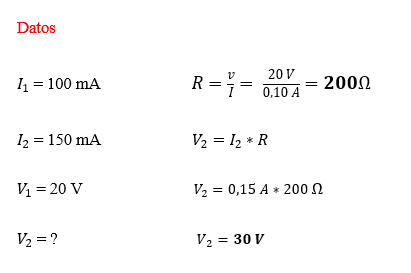 Datos
I₁ = 100 mA
R = v/I = 20 V/0,10 A = 200Ω
I₂ = 150 mA
V₂ = I₂ * R
V₁ = 20 V
V₂ = 0,15 A * 200 Ω
V₂ = ?
V₂ = 30 V